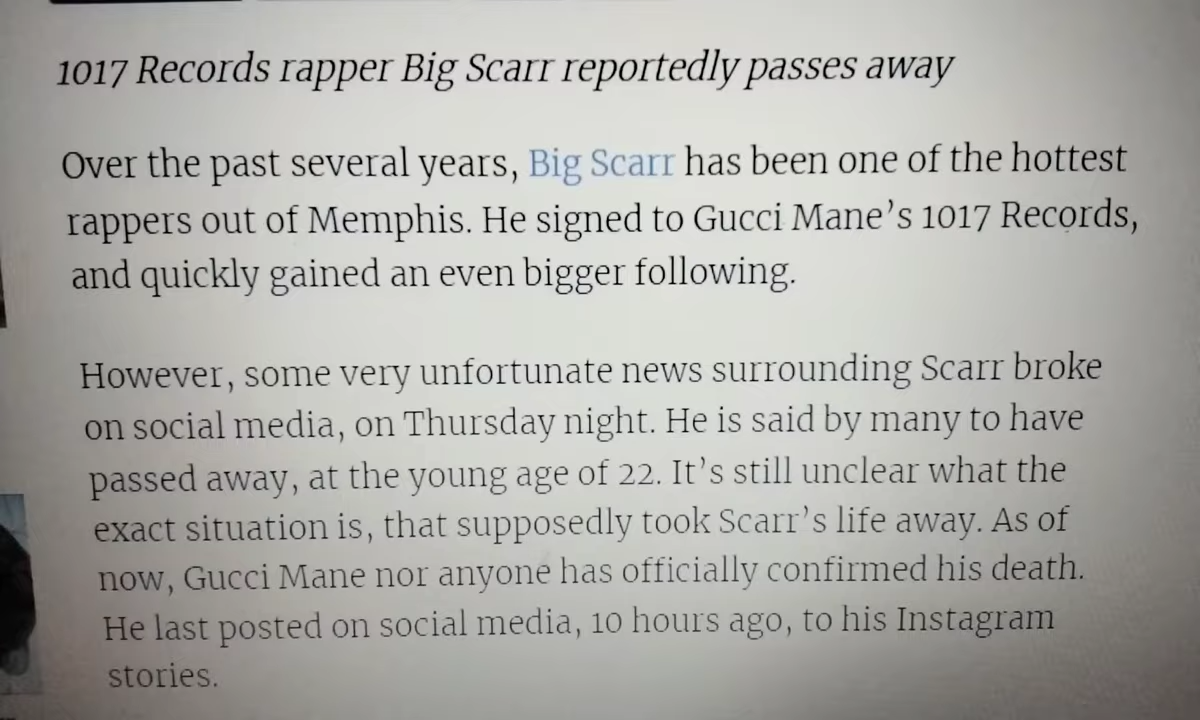 1017 Records rapper Big Scarr reportedly passes away
Over the past several years, Big Scarr has been one of the hottest
rappers out of Memphis. He signed to Gucci Mane’s 1017 Records,
and quickly gained an even bigger following.
However, some very unfortunate news surrounding Scarr broke
on social media, on Thursday night. He is said by many to have
passed away, at the young age of 22. It’s still unclear what the
exact situation is, that supposedly took Scarr’s life away. As of
now, Gucci Mane nor anyone has officially confirmed his death.
He last posted on social media, 10 hours ago, to his Instagram
stories.